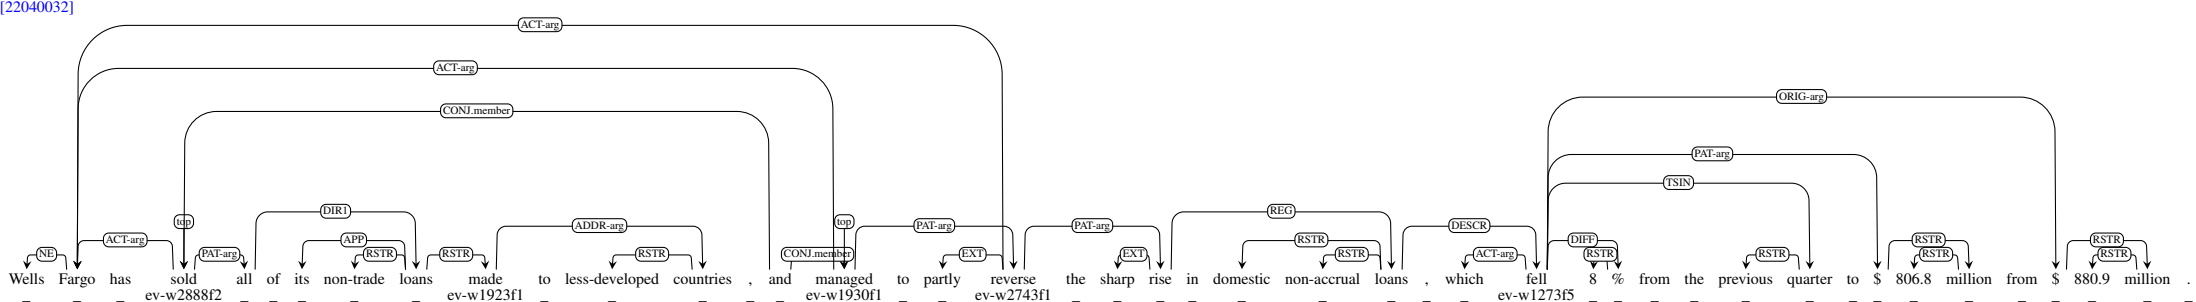 [22040032]
ACT-arg
ACT-arg
ORIG-arg
CONJ.member
PAT-arg
TSIN
DIR1 REG
top top
ADDR-arg PAT-arg PAT-arg DESCR
ACT-arg APP RSTR DIFF RSTR RSTR
NE PAT-arg RSTR RSTR RSTR CONJ.member EXT EXT RSTR ACT-arg RSTR RSTR RSTR RSTR
Wells Fargo has sold all of its non-trade loans made to less-developed countries , and managed to partly reverse the sharp rise in domestic non-accrual loans , which fell 8 % from the previous quarter to $ 806.8 million from $ 880.9 million .
_ _ _ ev-w2888f2 _ _ _ _ _ ev-w1923f1 _ _ _ _ _ ev-w1930f1 _ _ ev-w2743f1 _ _ _ _ _ _ _ _ _ ev-w1273f5 _ _ _ _ _ _ _ _ _ _ _ _ _ _ _